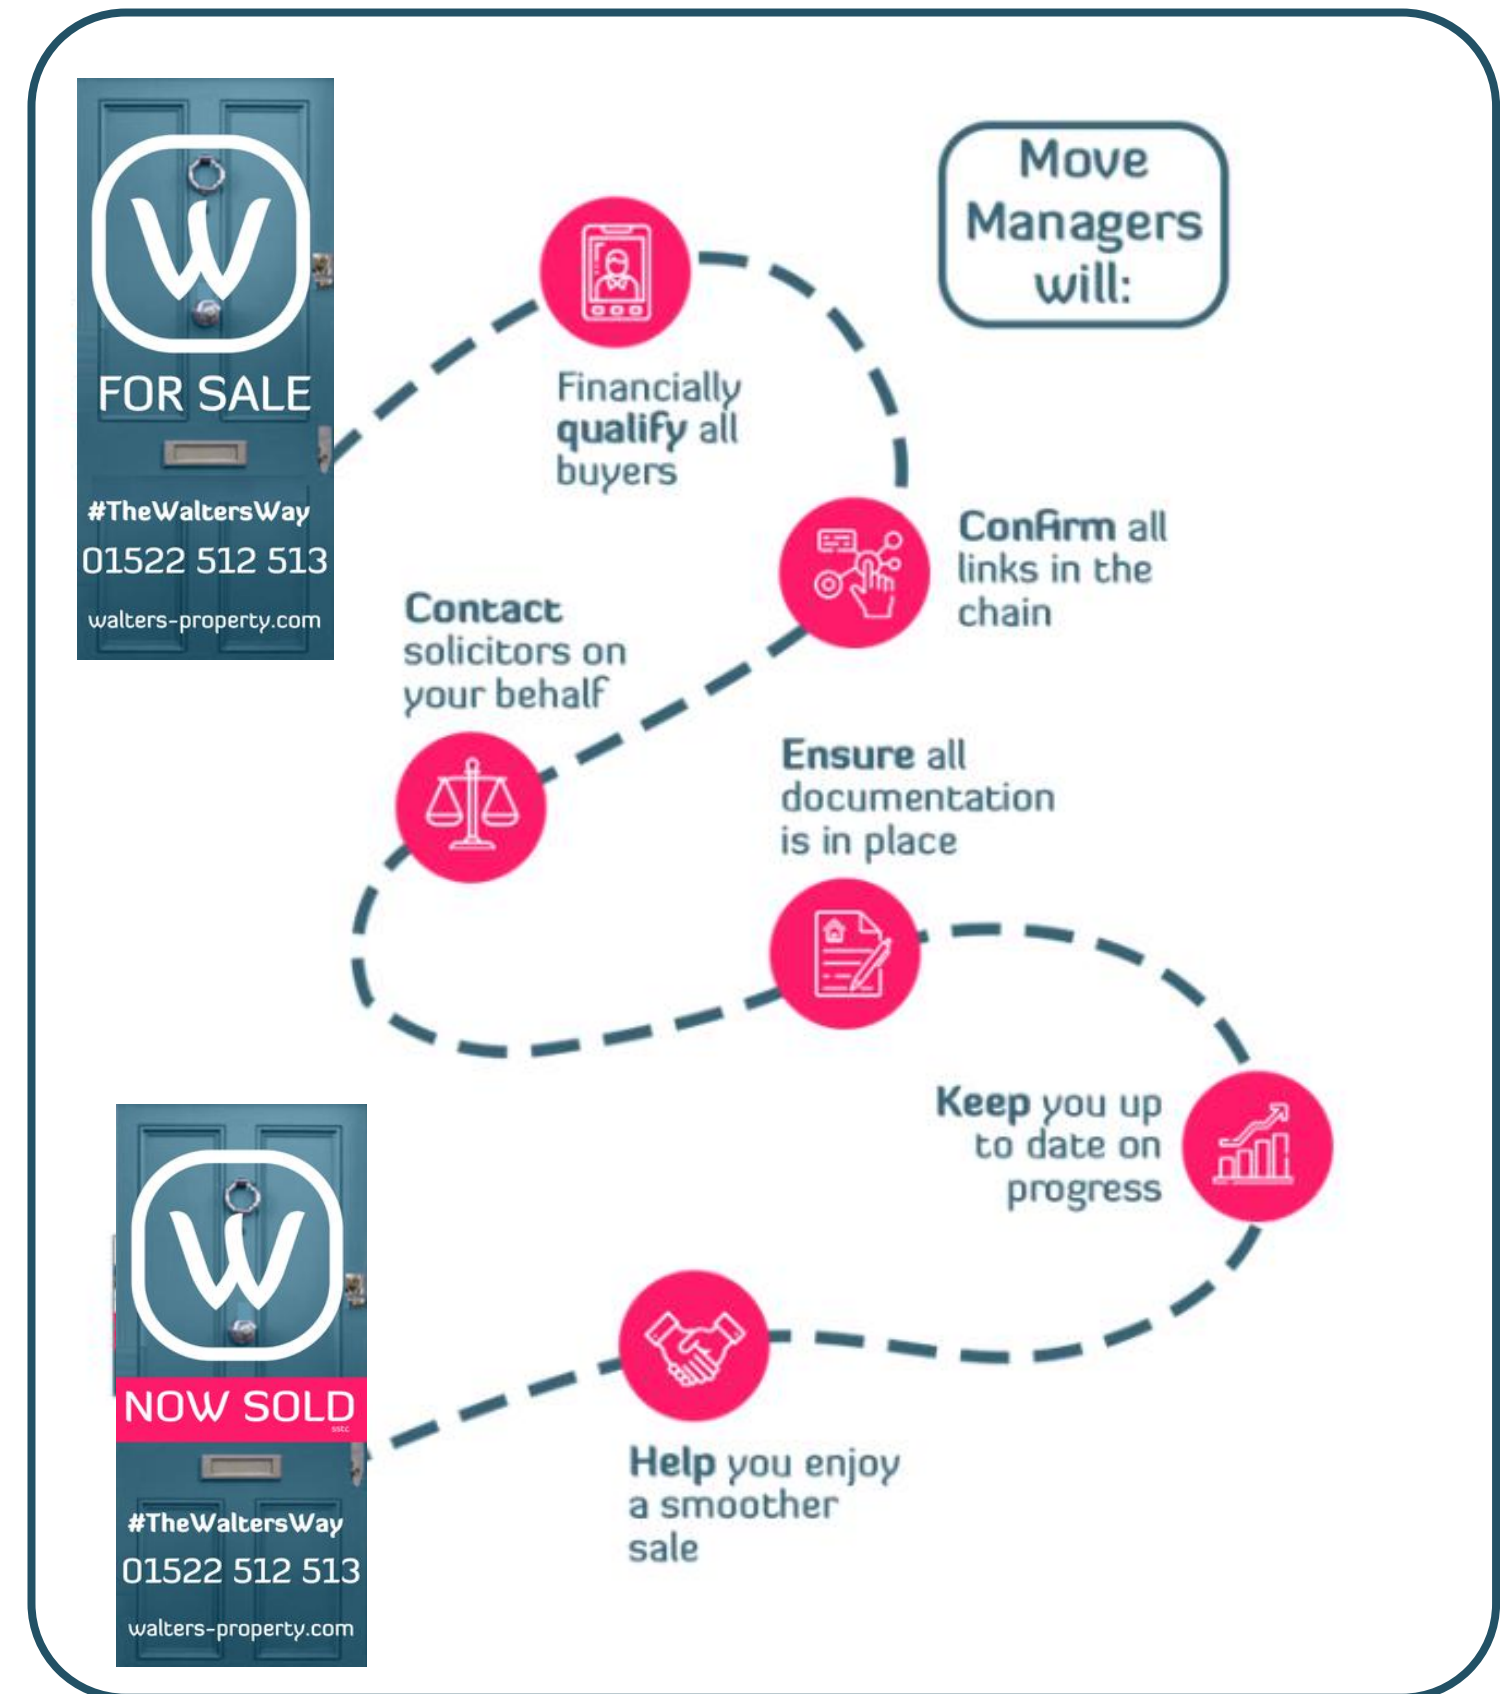 W
FOR SALE
#TheWaltersWay
01522 512 513
walters-property.com
Move
Managers
will:
Financially
qualify all
buyers
Confirm all
links in the
chain
Contact
solicitors on
your behalf
Ensure all
documentation
is in place
Keep you up
to date on
progress
Help you enjoy
a smoother
sale
W
NOW SOLD
sstc
#TheWaltersWay
01522 512 513
walters-property.com